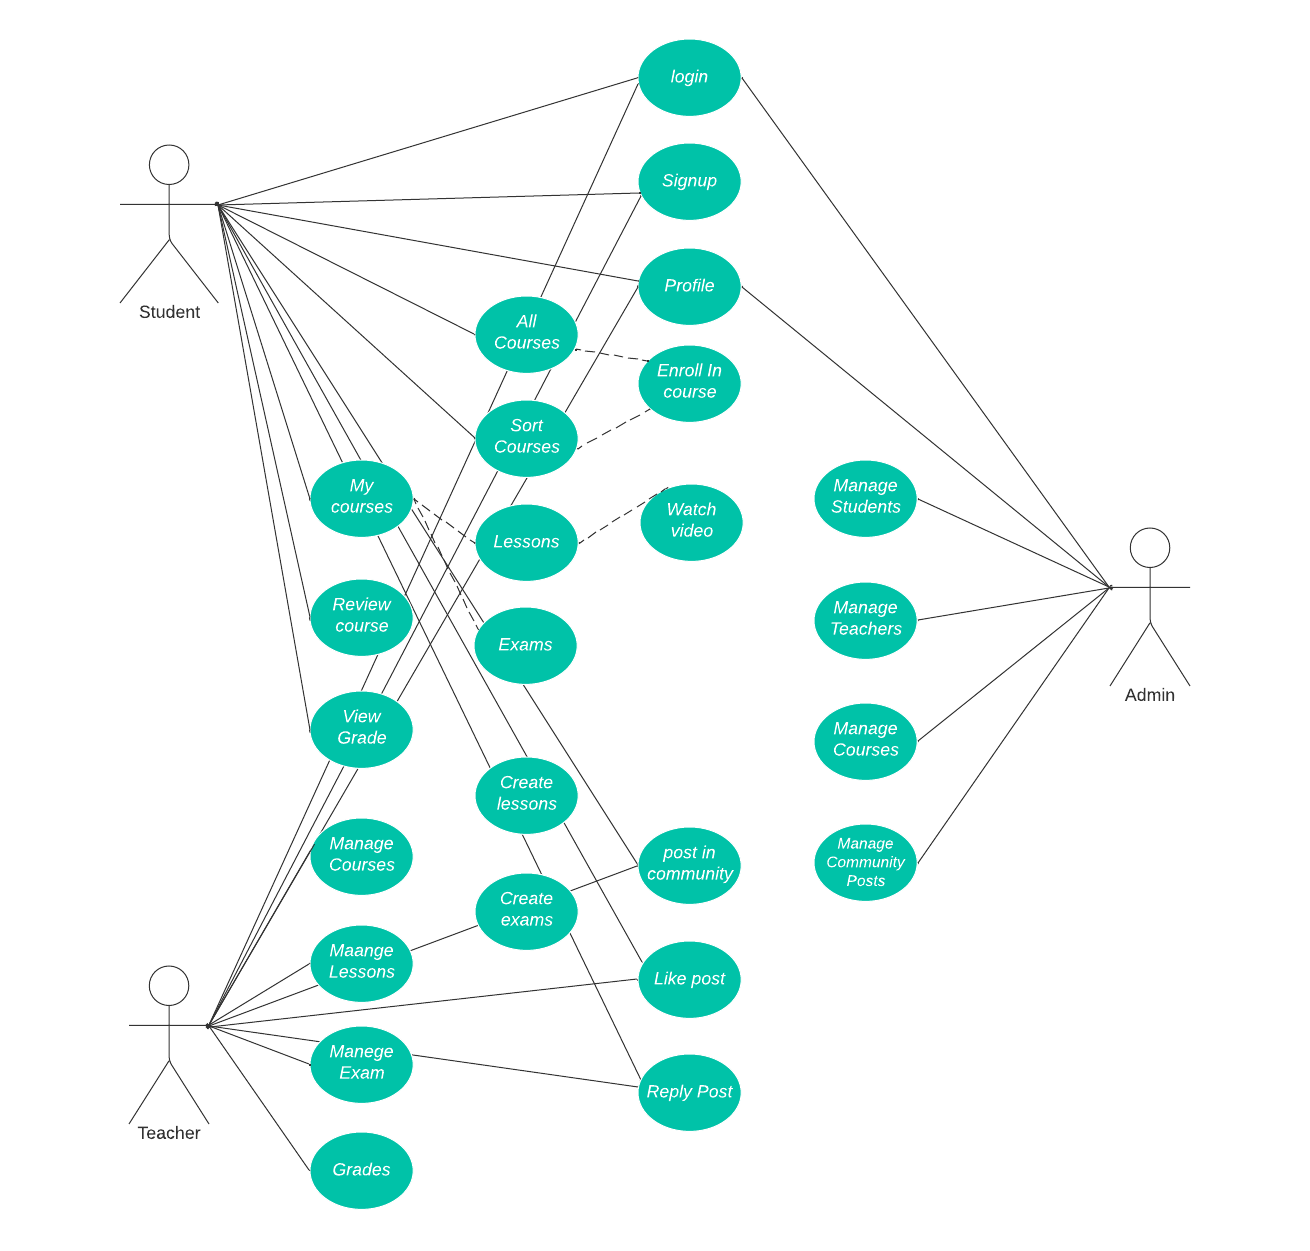 login
Signup
Student
Profile
All
Courses
Enroll In
course
Sort
Courses
My
courses
Manage
Students
Watch
video
Lessons
Review
course
Manage
Teachers
Exams
Admin
View
Grade
Manage
Courses
Create
lessons
Manage
Courses
post in
community
Manage
Community
Posts
Create
exams
Maange
Lessons
Like post
Manege
Exam
Reply Post
Teacher
Grades